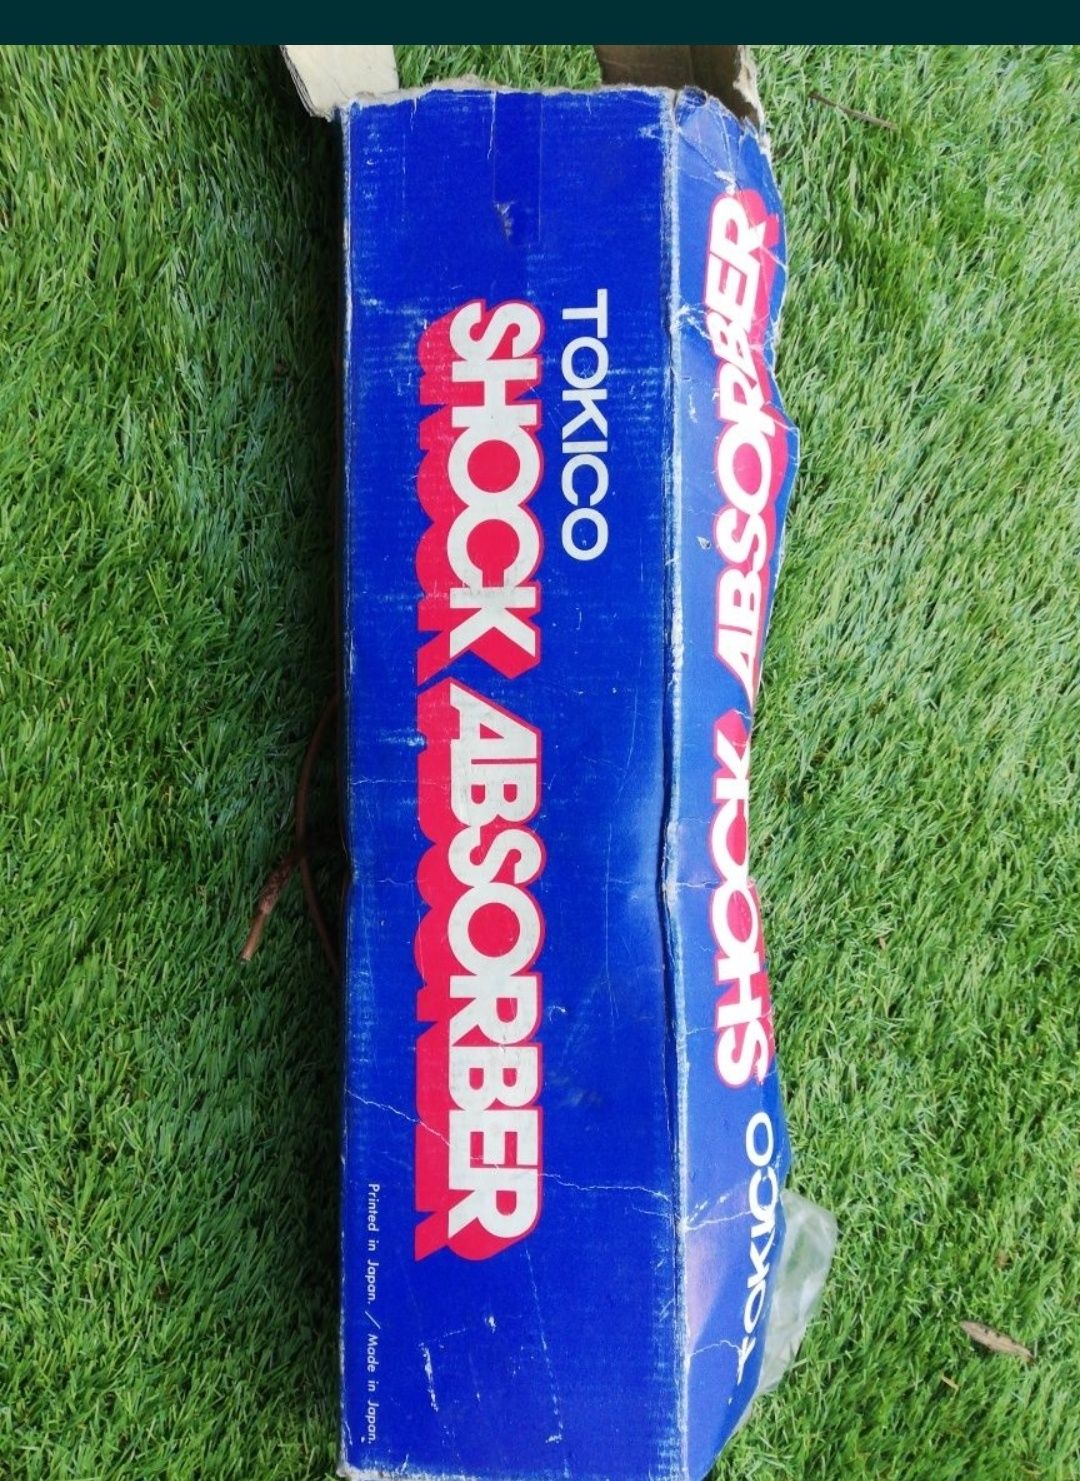 TOKICO
SHOCK ABSORBER
Printed in Japan. / Made in Japan.
TOKICO SHOCK ABSORBER